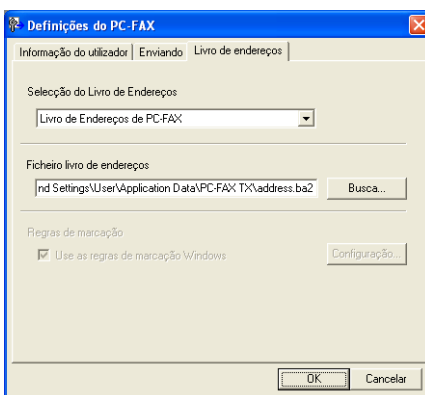 Definições do PC-FAX
Informação do utilizador Enviando Livro de endereços
Selecção do Livro de Endereços
Livro de Endereços de PC-FAX
Ficheiro livro de endereços
nd Settings\User\Application Data\PC-FAX TX\address.ba2 Busca...
Regras de marcação
Use as regras de marcação Windows Configuração...
OK Cancelar